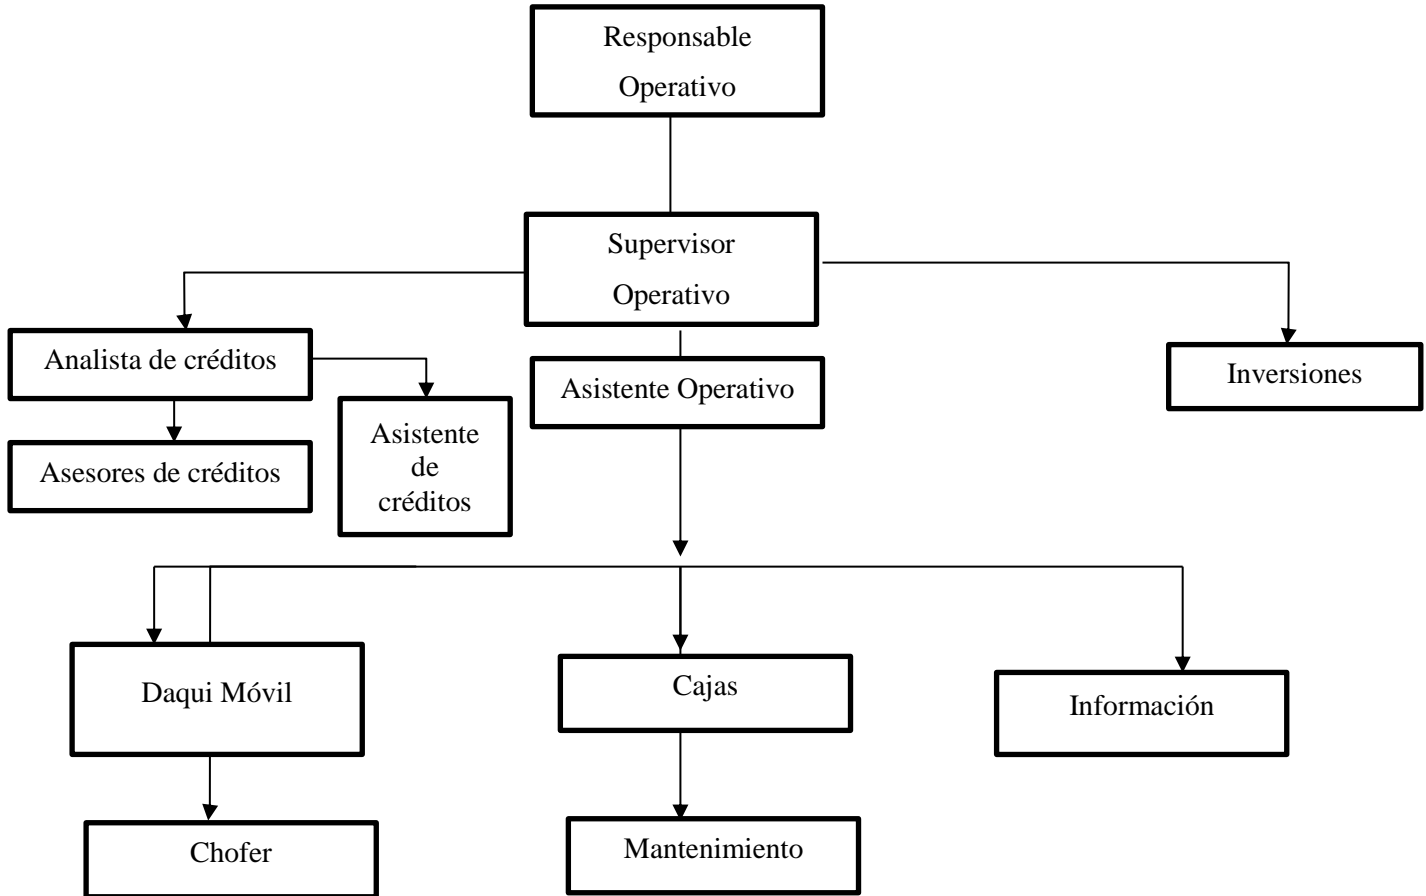 Responsable
Operativo
Supervisor
Operativo
Analista de créditos
Asistente Operativo
Inversiones
Asesores de créditos
Asistente
de
créditos
Daqui Móvil
Cajas
Información
Chofer
Mantenimiento